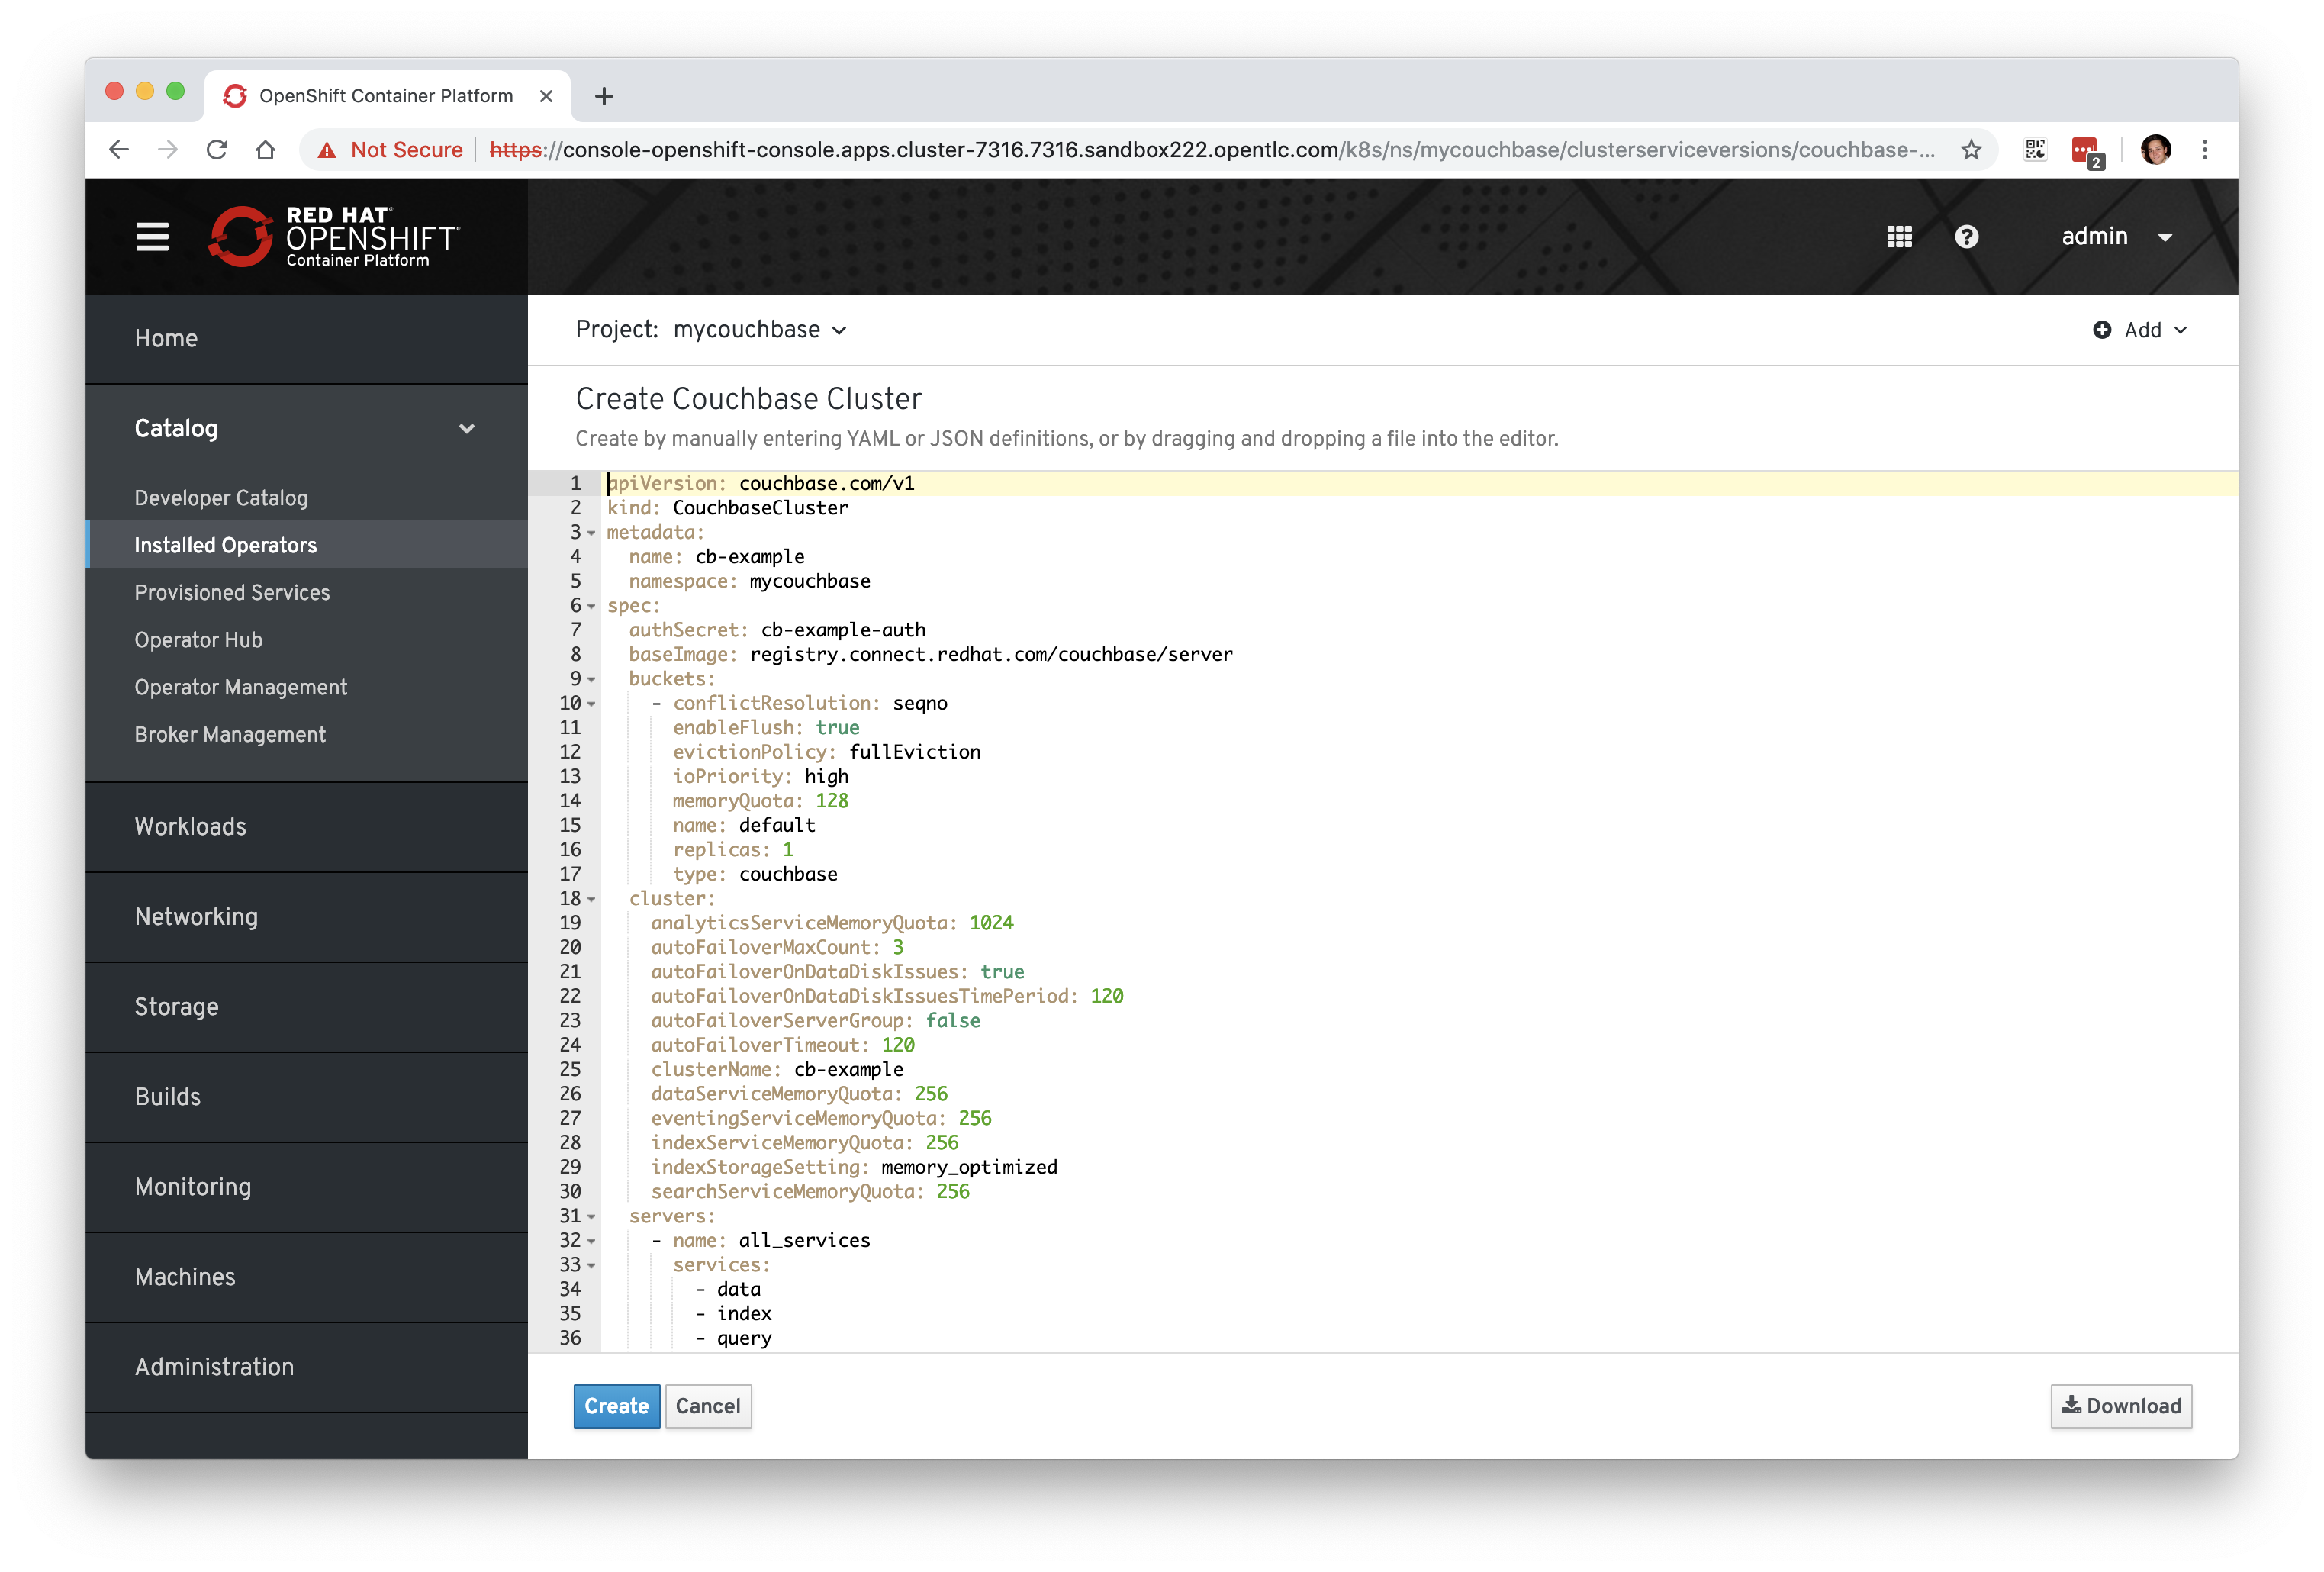 OpenShift Container Platform
Not Secure | https://console-openshift-console.apps.cluster-7316.7316.sandbox222.opentlc.com/k8s/ns/mycouchbase/clusterserviceversions/couchbase-...
2
RED HAT®
OPENSHIFT®
Container Platform
admin
Home
Catalog
Developer Catalog
Installed Operators
Provisioned Services
Operator Hub
Operator Management
Broker Management
Workloads
Networking
Storage
Builds
Monitoring
Machines
Administration
Project: mycouchbase
Add
Create Couchbase Cluster
Create by manually entering YAML or JSON definitions, or by dragging and dropping a file into the editor.
1 apiVersion: couchbase.com/v1
2 kind: CouchbaseCluster
3 metadata:
4 name: cb-example
5 namespace: mycouchbase
6 spec:
7 authSecret: cb-example-auth
8 baseImage: registry.connect.redhat.com/couchbase/server
9 buckets:
10 - conflictResolution: seqno
11 enableFlush: true
12 evictionPolicy: fullEviction
13 ioPriority: high
14 memoryQuota: 128
15 name: default
16 replicas: 1
17 type: couchbase
18 cluster:
19 analyticsServiceMemoryQuota: 1024
20 autoFailoverMaxCount: 3
21 autoFailoverOnDataDiskIssues: true
22 autoFailoverOnDataDiskIssuesTimePeriod: 120
23 autoFailoverServerGroup: false
24 autoFailoverTimeout: 120
25 clusterName: cb-example
26 dataServiceMemoryQuota: 256
27 eventingServiceMemoryQuota: 256
28 indexServiceMemoryQuota: 256
29 indexStorageSetting: memory_optimized
30 searchServiceMemoryQuota: 256
31 servers:
32 - name: all_services
33 services:
34 - data
35 - index
36 - query
Create
Cancel
Download